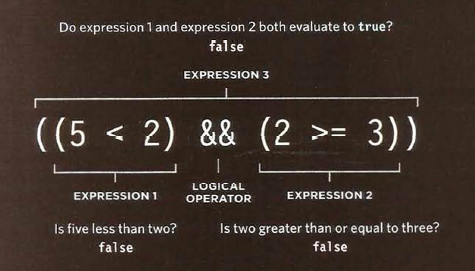 Do expression 1 and expression 2 both evaluate to true?
false
EXPRESSION 3
((5 < 2) && (2 >= 3))
EXPRESSION 1
LOGICAL
OPERATOR
EXPRESSION 2
Is five less than two?
false
Is two greater than or equal to three?
false